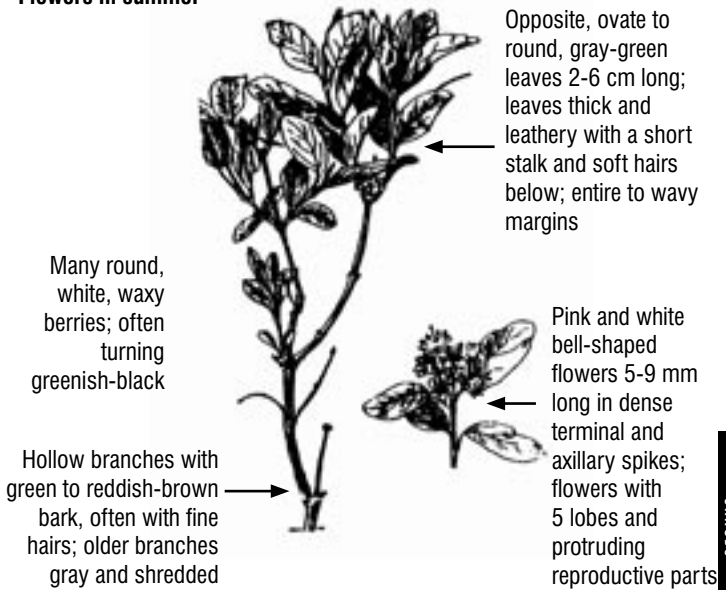 Flowers in summer
Opposite, ovate to
round, gray-green
leaves 2-6 cm long;
leaves thick and
leathery with a short
stalk and soft hairs
below; entire to wavy
margins
Many round,
white, waxy
berries; often
turning
greenish-black
Pink and white
bell-shaped
flowers 5-9 mm
long in dense
terminal and
axillary spikes;
flowers with
5 lobes and
protruding
reproductive parts
Hollow branches with
green to reddish-brown
bark, often with fine
hairs; older branches
gray and shredded